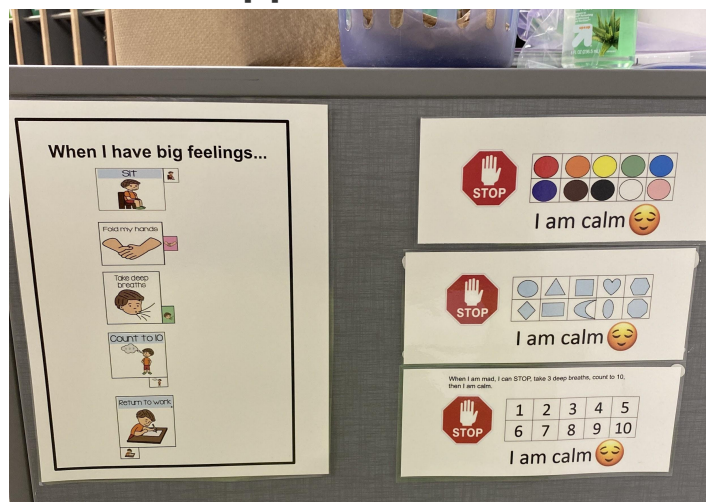 When I have big feelings...
Sit
Fold my hands
Take deep
breaths
Count to 10
Return to work
STOP
I am calm
STOP
I am calm
When I am mad, I can STOP, take 3 deep breaths, count to 10,
then I am calm.
STOP
1 2 3 4 5
6 7 8 9 10
I am calm